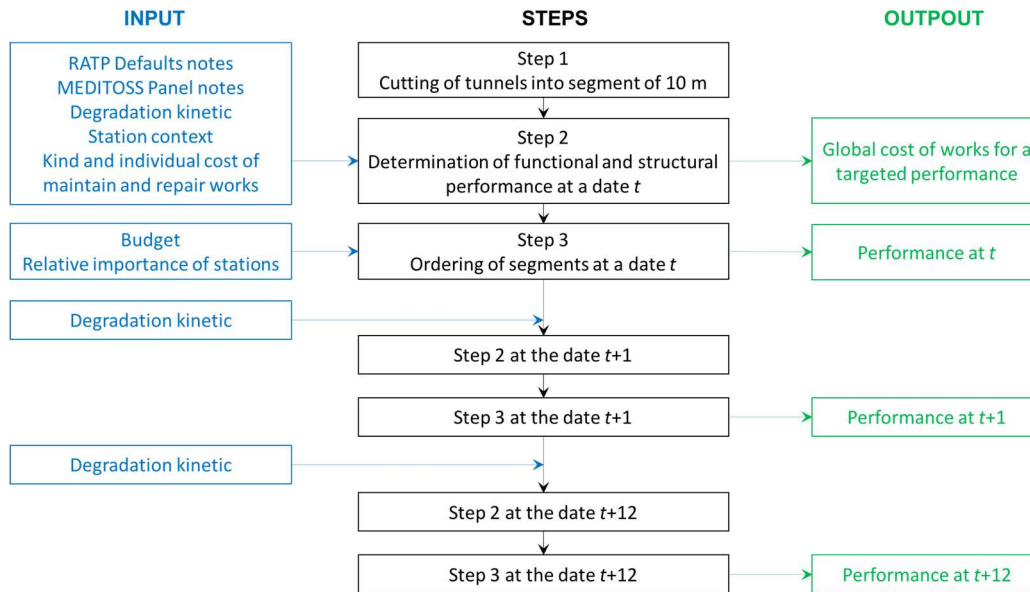 INPUT
STEPS
OUTPOUT
RATP Defaults notes
MEDITOSS Panel notes
Degradation kinetic
Station context
Kind and individual cost of
maintain and repair works
Step 1
Cutting of tunnels into segment of 10 m
Step 2
Determination of functional and structural
performance at a date t
Global cost of works for a
targeted performance
Budget
Relative importance of stations
Step 3
Ordering of segments at a date t
Performance at t
Degradation kinetic
Step 2 at the date t+1
Step 3 at the date t+1
Performance at t+1
Degradation kinetic
Step 2 at the date t+12
Step 3 at the date t+12
Performance at t+12